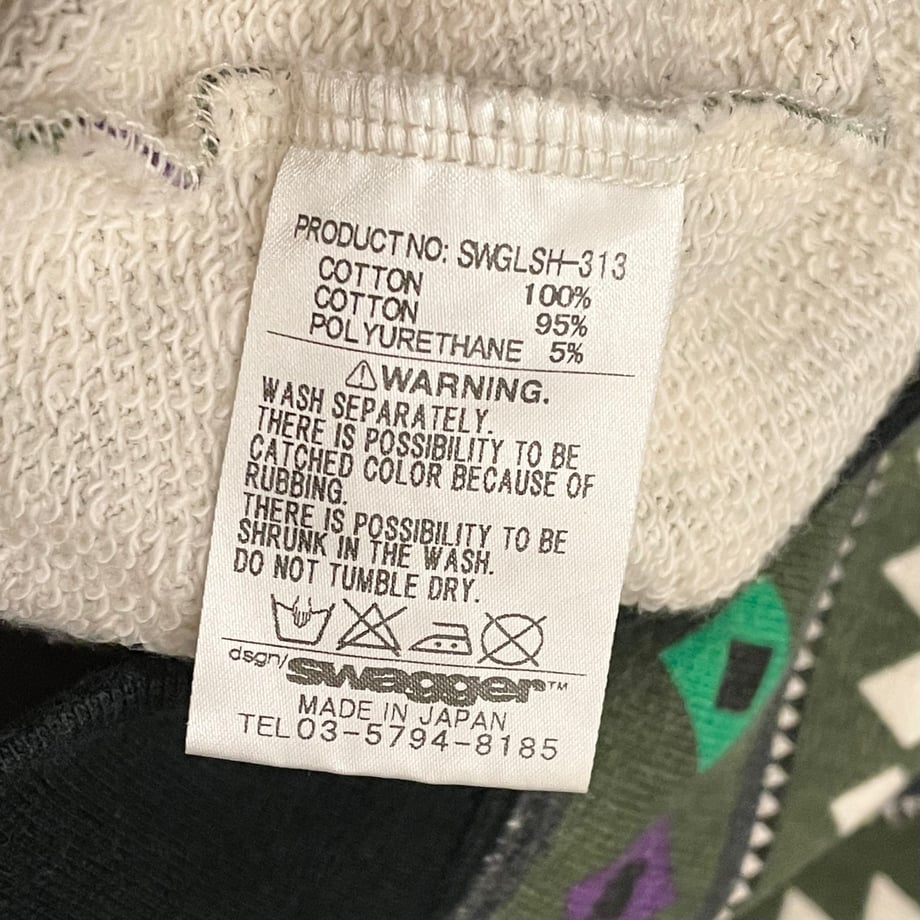 PRODUCT NO: SWGLSH-313
COTTON 100%
COTTON 95%
POLYURETHANE 5%
WARNING.
WASH SEPARATELY.
THERE IS POSSIBILITY TO BE
CATCHED COLOR BECAUSE OF
RUBBING.
THERE IS POSSIBILITY TO BE
SHRUNK IN THE WASH.
DO NOT TUMBLE DRY.
dsgn/swagger™
MADE IN JAPAN
TEL 03-5794-8185